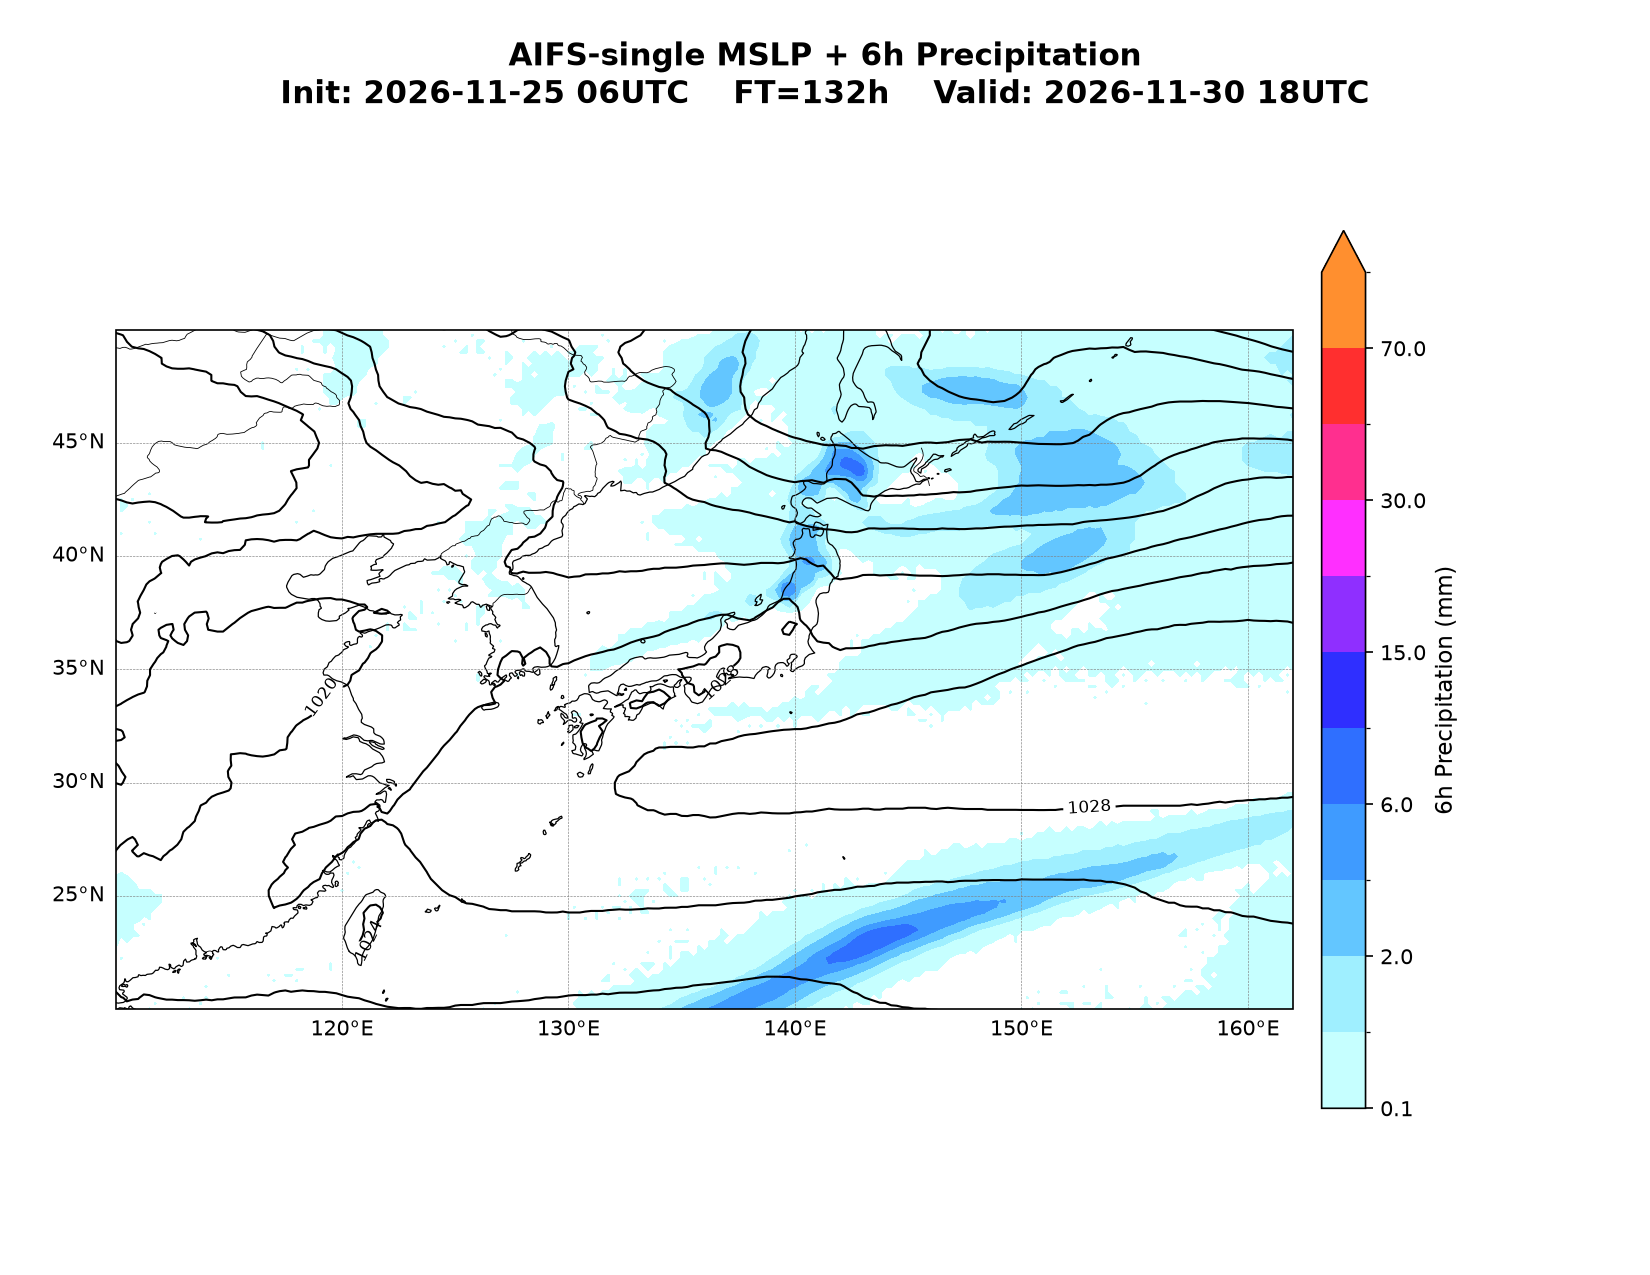 AIFS-single MSLP + 6h Precipitation
Init: 2026-11-25 06UTC    FT=132h    Valid: 2026-11-30 18UTC
70.0
30.0
15.0
6.0
2.0
0.1
6h Precipitation (mm)
45°N
40°N
35°N
30°N
25°N
1020
1028
1028
1024
120°E
130°E
140°E
150°E
160°E